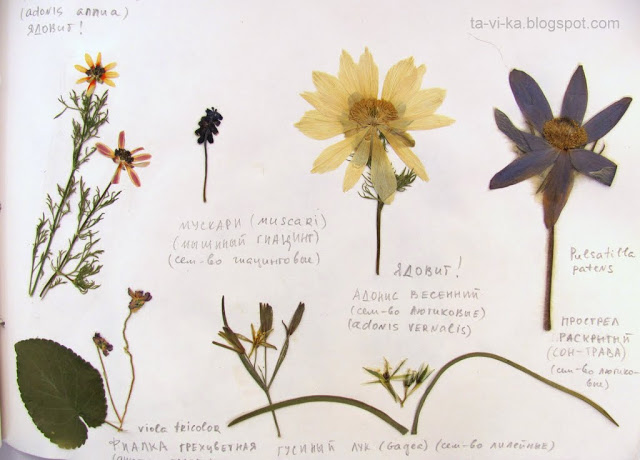 (adonis annua)
ЯДОВИТ!
ta-vi-ka.blogspot.com
МУСКАРИ (MUSCARI)
(МЫШИНЫЙ ГИАЦИНТ)
(сем-во гиацинтовые)
ЯДОВИТ!
АДОНИС ВЕСЕННИЙ
(сем-во ЛЮТИКОВЫЕ)
(adonis VERNALIS)
Pulsatilla
patens
ПРОСТРЕЛ
РАСКРЫТЫЙ
(СОН-ТРАВА)
(сем-во лютико-
вые)
viola tricolor
ФИАЛКА ТРЕХЦВЕТНАЯ
ГУСИНЫЙ ЛУК (Gagea) (сем-во лилейные)